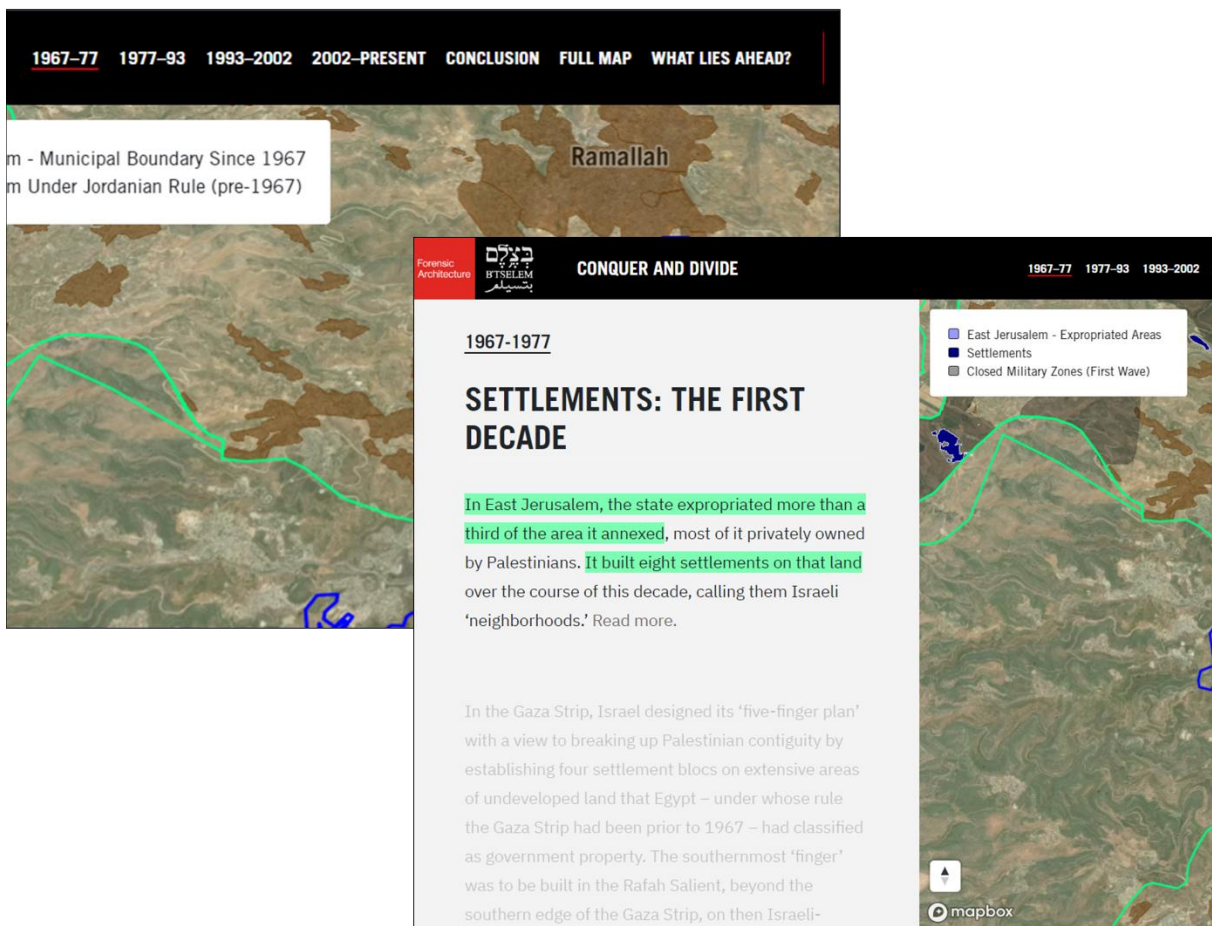 1967–77 1977–93 1993–2002 2002–PRESENT CONCLUSION FULL MAP WHAT LIES AHEAD?
m - Municipal Boundary Since 1967
m Under Jordanian Rule (pre-1967)
Ramallah
Forensic
Architecture
בְּצֶלֶם
B'TSELEM
بتسيلم
CONQUER AND DIVIDE
1967–77 1977–93 1993–2002
1967-1977
SETTLEMENTS: THE FIRST
DECADE
In East Jerusalem, the state expropriated more than a
third of the area it annexed, most of it privately owned
by Palestinians. It built eight settlements on that land
over the course of this decade, calling them Israeli
‘neighborhoods.’ Read more.
In the Gaza Strip, Israel designed its ‘five-finger plan’
with a view to breaking up Palestinian contiguity by
establishing four settlement blocs on extensive areas
of undeveloped land that Egypt – under whose rule
the Gaza Strip had been prior to 1967 – had classified
as government property. The southernmost ‘finger’
was to be built in the Rafah Salient, beyond the
southern edge of the Gaza Strip, on then Israeli-
East Jerusalem - Expropriated Areas
Settlements
Closed Military Zones (First Wave)
mapbox